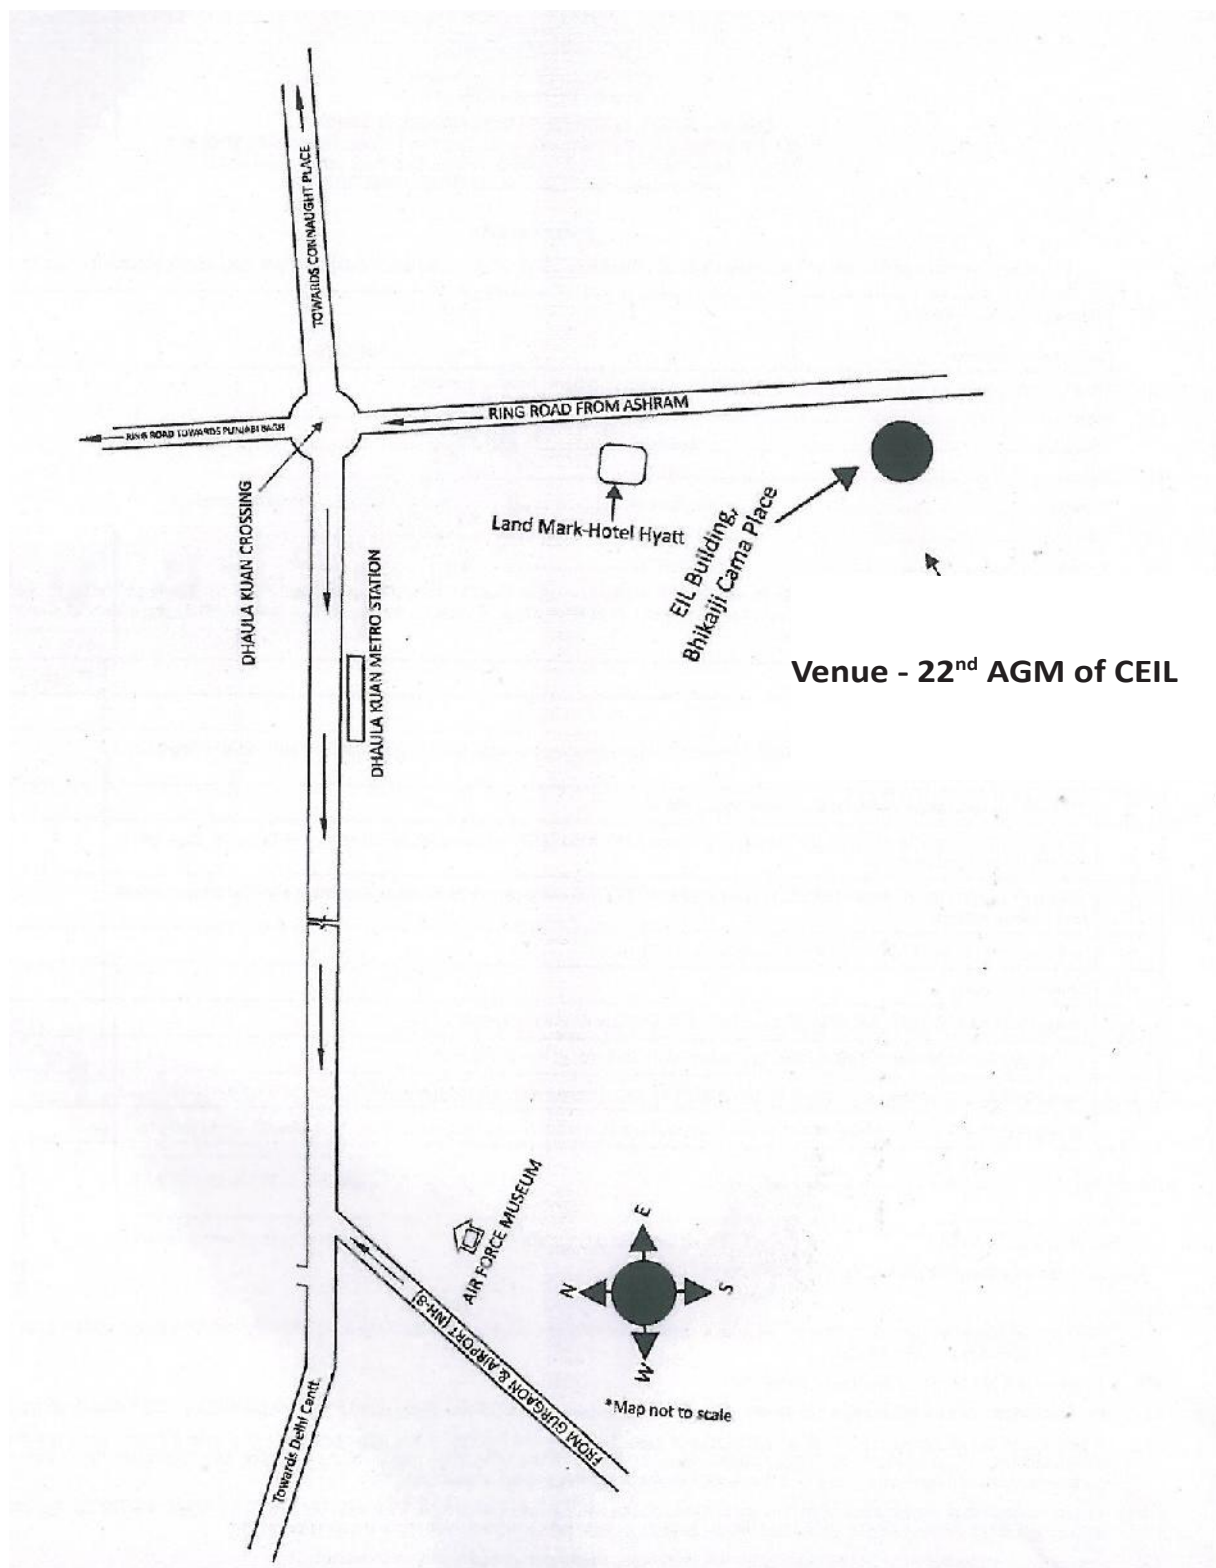 TOWARDS CONNAUGHT PLACE
RING ROAD FROM ASHRAM
RING ROAD TOWARDS PUNJABI BAGH
DHAULA KUAN CROSSING
Land Mark-Hotel Hyatt
EIL Building,
Bhikaiji Cama Place
DHAULA KUAN METRO STATION
Venue - 22nd AGM of CEIL
AIR FORCE MUSEUM
FROM GURGAON & AIRPORT (NH-8)
E
N
S
W
*Map not to scale
Towards Delhi Cantt.